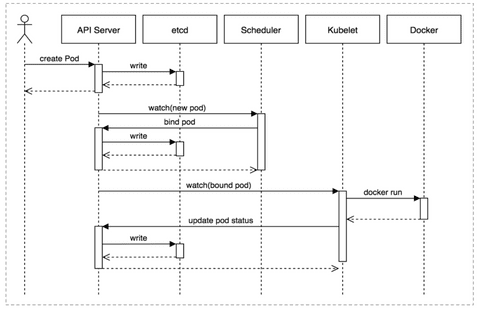 API Server
etcd
Scheduler
Kubelet
Docker
create Pod
write
watch(new pod)
bind pod
write
watch(bound pod)
docker run
update pod status
write